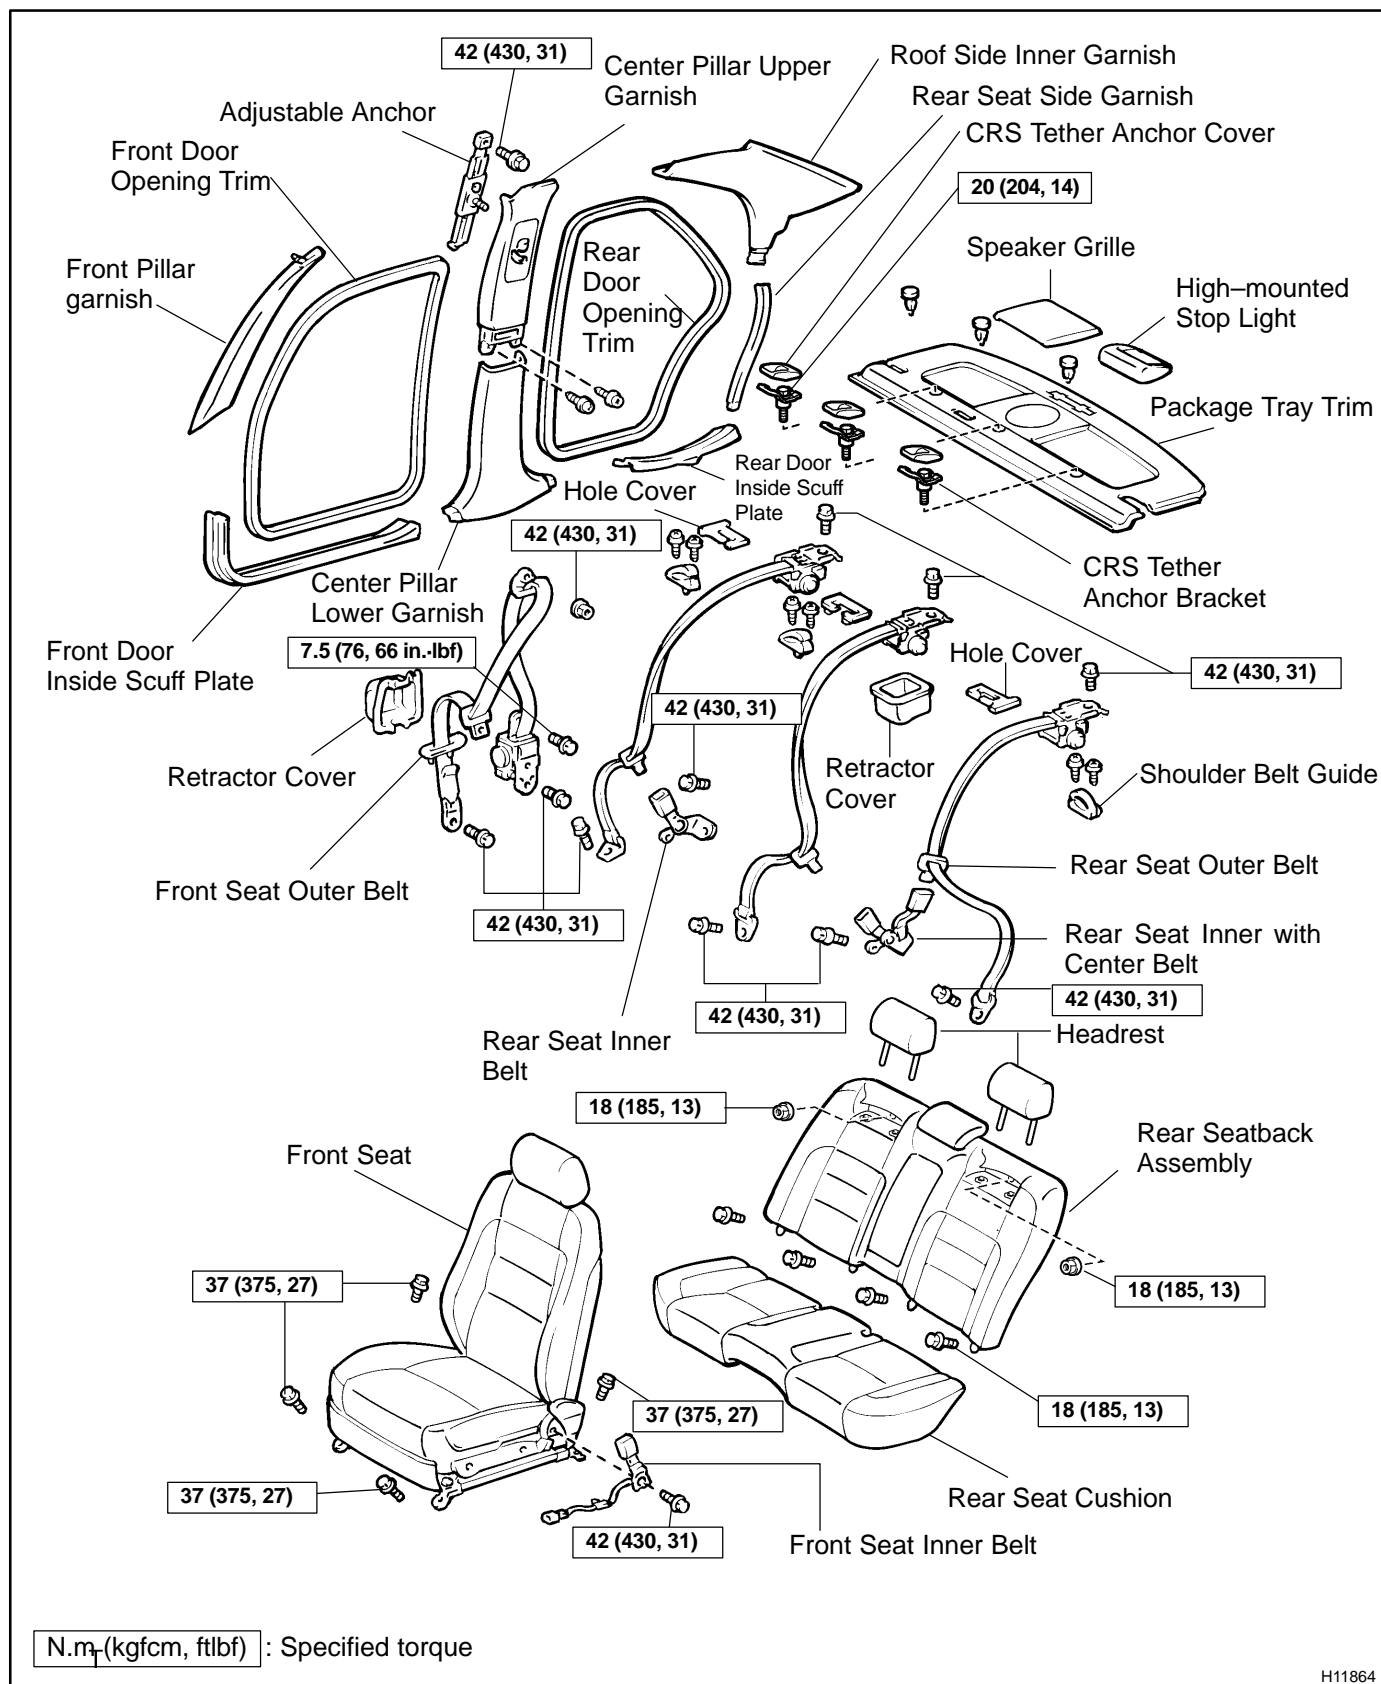 42 (430, 31)
Center Pillar Upper
Garnish
Roof Side Inner Garnish
Rear Seat Side Garnish
CRS Tether Anchor Cover
20 (204, 14)
Adjustable Anchor
Front Door
Opening Trim
Front Pillar
garnish
Rear
Door
Opening
Trim
Speaker Grille
High–mounted
Stop Light
Package Tray Trim
Rear Door
Inside Scuff
Plate
Hole Cover
42 (430, 31)
Center Pillar
Lower Garnish
CRS Tether
Anchor Bracket
7.5 (76, 66 in.-lbf)
Front Door
Inside Scuff Plate
Hole Cover
42 (430, 31)
42 (430, 31)
Retractor Cover
Retractor
Cover
Shoulder Belt Guide
Front Seat Outer Belt
Rear Seat Outer Belt
42 (430, 31)
Rear Seat Inner with
Center Belt
42 (430, 31)
42 (430, 31)
Rear Seat Inner
Belt
Headrest
18 (185, 13)
Front Seat
Rear Seatback
Assembly
37 (375, 27)
18 (185, 13)
37 (375, 27)
18 (185, 13)
37 (375, 27)
Rear Seat Cushion
42 (430, 31)
Front Seat Inner Belt
N.m (kgfcm, ftlbf) : Specified torque
H11864